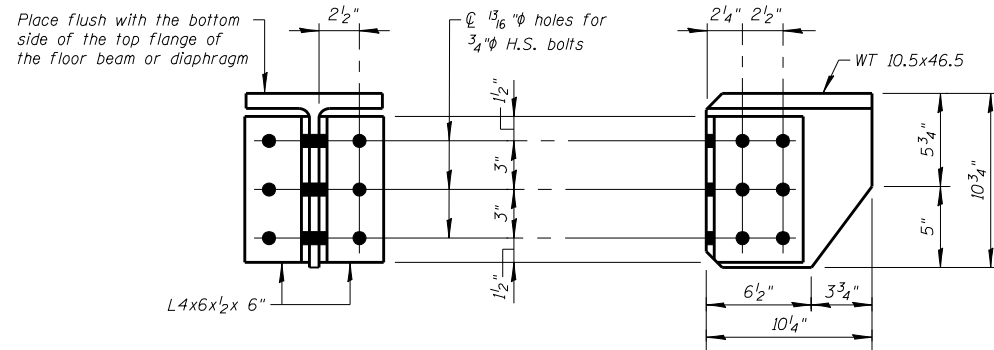 Place flush with the bottom
side of the top flange of
the floor beam or diaphragm
2½"
℄ 13/16"φ holes for
¾"φ H.S. bolts
2¼" 2½"
WT 10.5x46.5
1½"
3"
3"
1½"
5¾"
10¾"
5"
L4x6x½x 6"
6½" 3¾"
10¼"